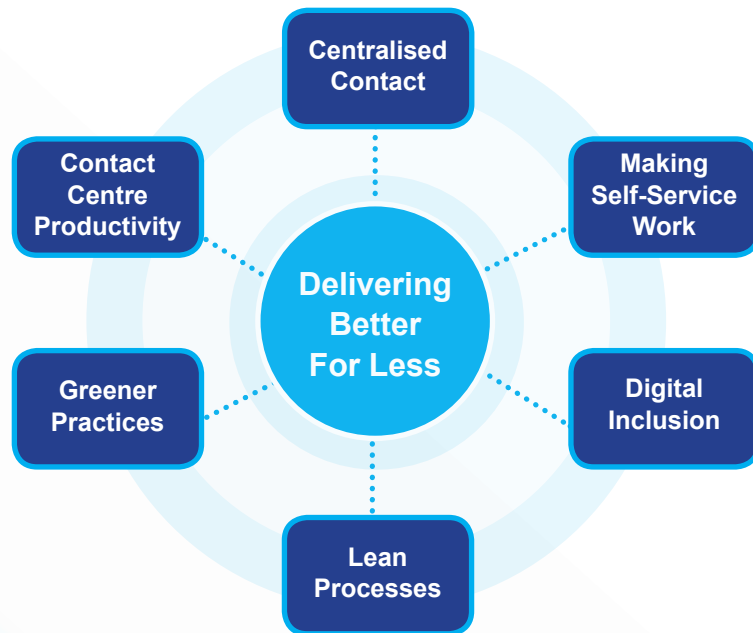 Centralised
Contact
Contact
Centre
Productivity
Making
Self-Service
Work
Delivering
Better
For Less
Greener
Practices
Digital
Inclusion
Lean
Processes